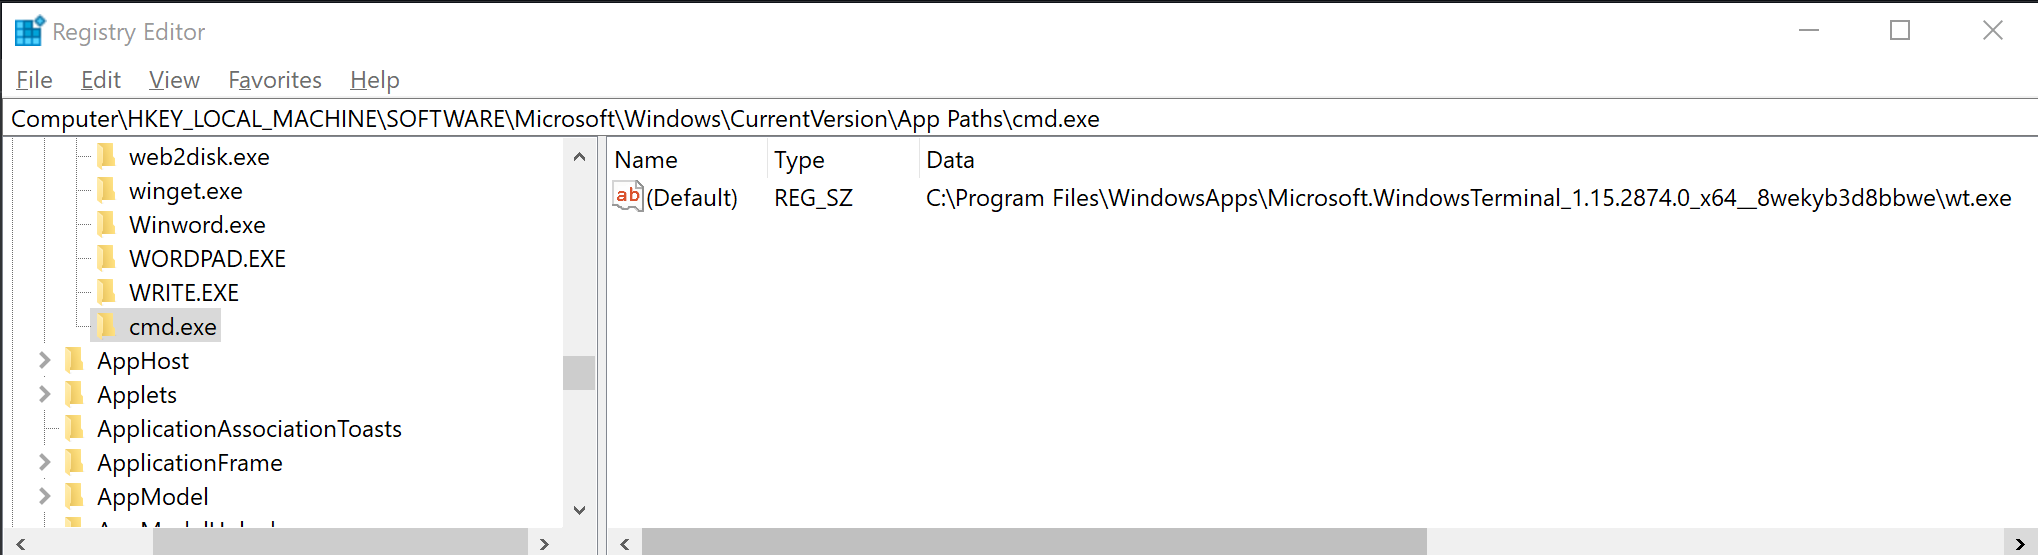 Registry Editor
File Edit View Favorites Help
Computer\HKEY_LOCAL_MACHINE\SOFTWARE\Microsoft\Windows\CurrentVersion\App Paths\cmd.exe
web2disk.exe
winget.exe
Winword.exe
WORDPAD.EXE
WRITE.EXE
cmd.exe
AppHost
Applets
ApplicationAssociationToasts
ApplicationFrame
AppModel
Name Type Data
ab (Default) REG_SZ C:\Program Files\WindowsApps\Microsoft.WindowsTerminal_1.15.2874.0_x64__8wekyb3d8bbwe\wt.exe